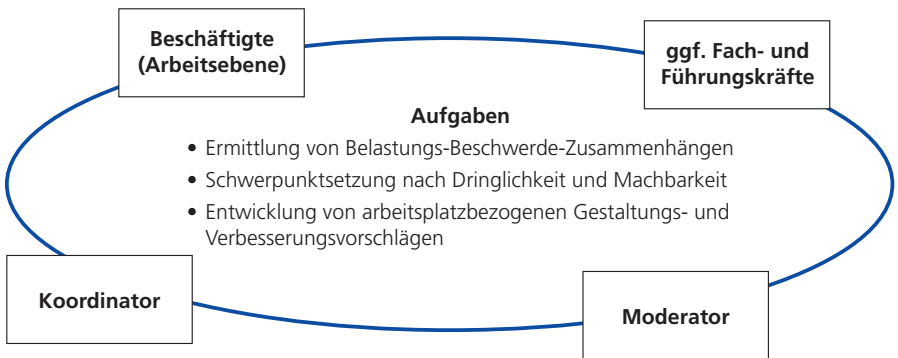 Beschäftigte
(Arbeitsebene)
ggf. Fach- und
Führungskräfte
Aufgaben
• Ermittlung von Belastungs-Beschwerde-Zusammenhängen
• Schwerpunktsetzung nach Dringlichkeit und Machbarkeit
• Entwicklung von arbeitsplatzbezogenen Gestaltungs- und
Verbesserungsvorschlägen
Koordinator
Moderator